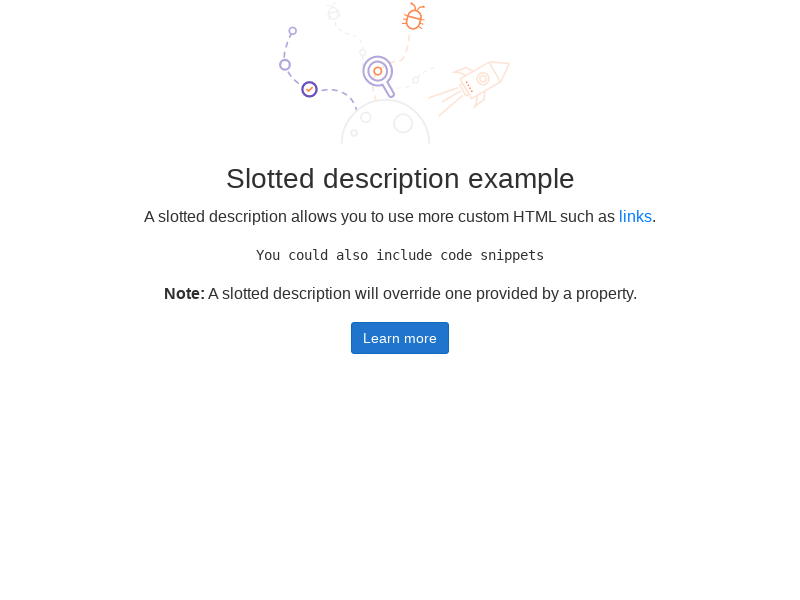 Slotted description example
A slotted description allows you to use more custom HTML such as links.
You could also include code snippets
Note: A slotted description will override one provided by a property.
Learn more